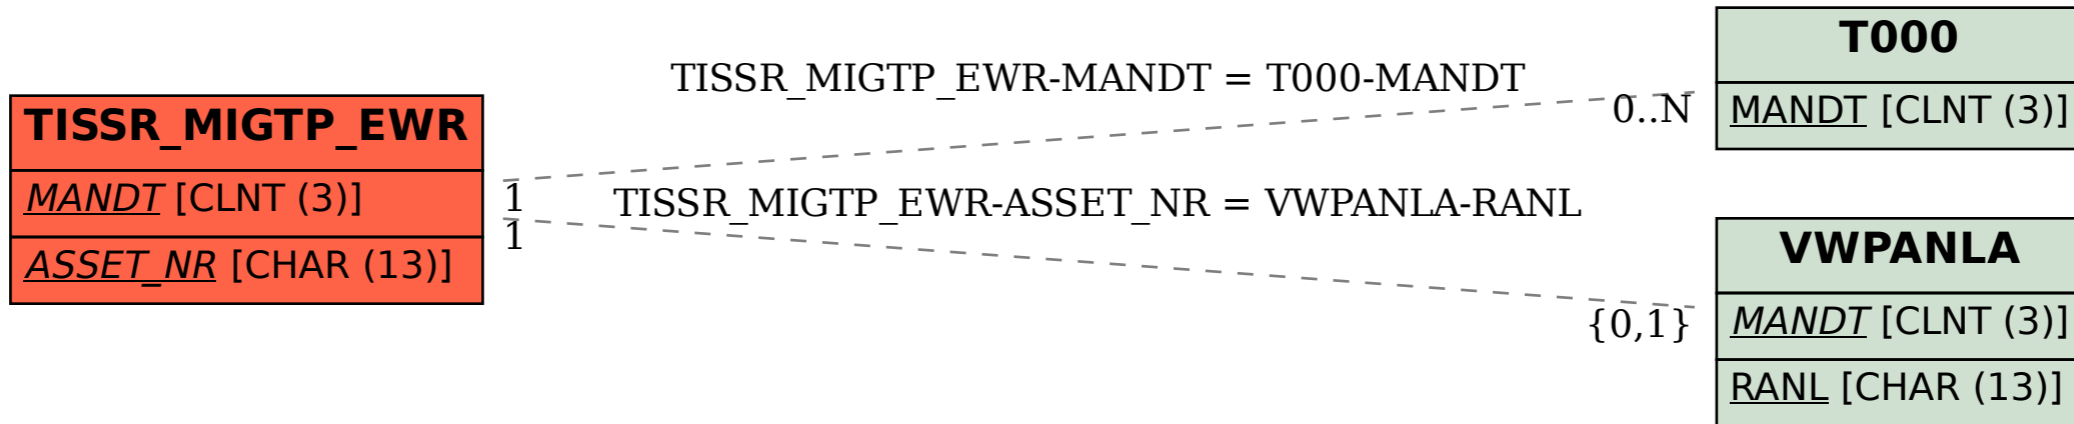 TISSR_MIGTP_EWR
MANDT [CLNT (3)]
ASSET_NR [CHAR (13)]
TISSR_MIGTP_EWR-MANDT = T000-MANDT
0..N
1
TISSR_MIGTP_EWR-ASSET_NR = VWPANLA-RANL
1
{0,1}
T000
MANDT [CLNT (3)]
VWPANLA
MANDT [CLNT (3)]
RANL [CHAR (13)]